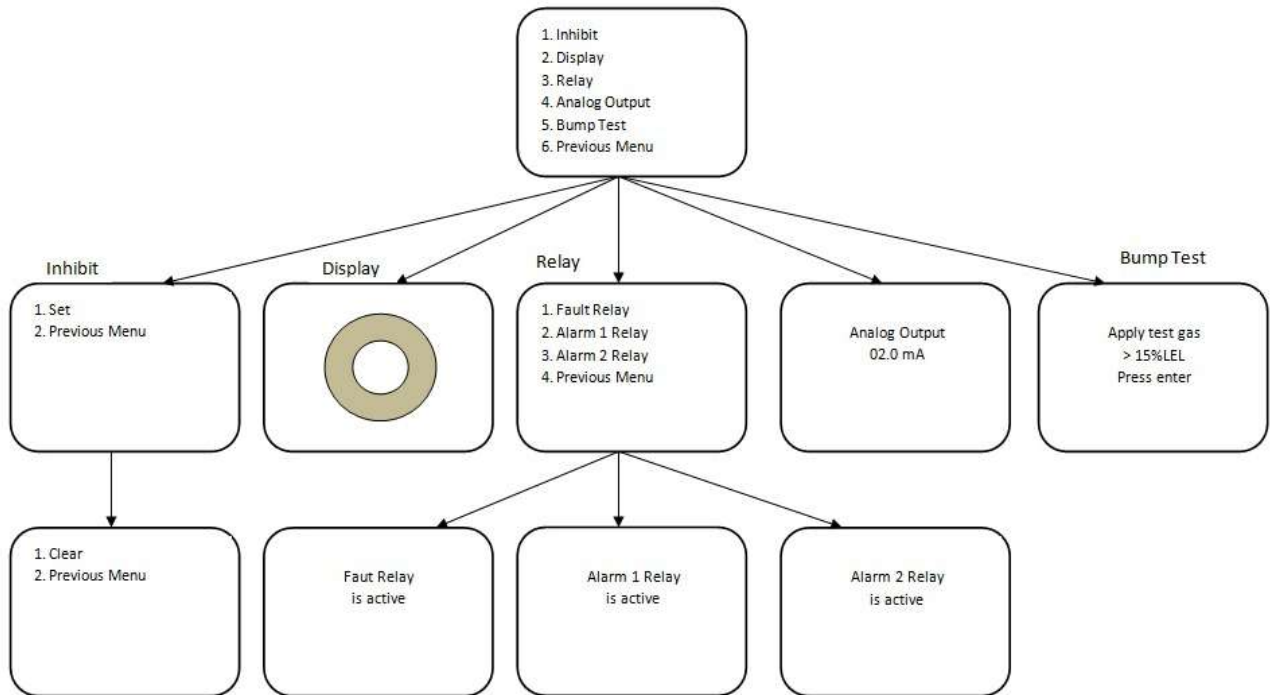 1. Inhibit
2. Display
3. Relay
4. Analog Output
5. Bump Test
6. Previous Menu
Inhibit
1. Set
2. Previous Menu
Display
Relay
1. Fault Relay
2. Alarm 1 Relay
3. Alarm 2 Relay
4. Previous Menu
Analog Output
02.0 mA
Bump Test
Apply test gas
> 15%LEL
Press enter
1. Clear
2. Previous Menu
Faut Relay
is active
Alarm 1 Relay
is active
Alarm 2 Relay
is active